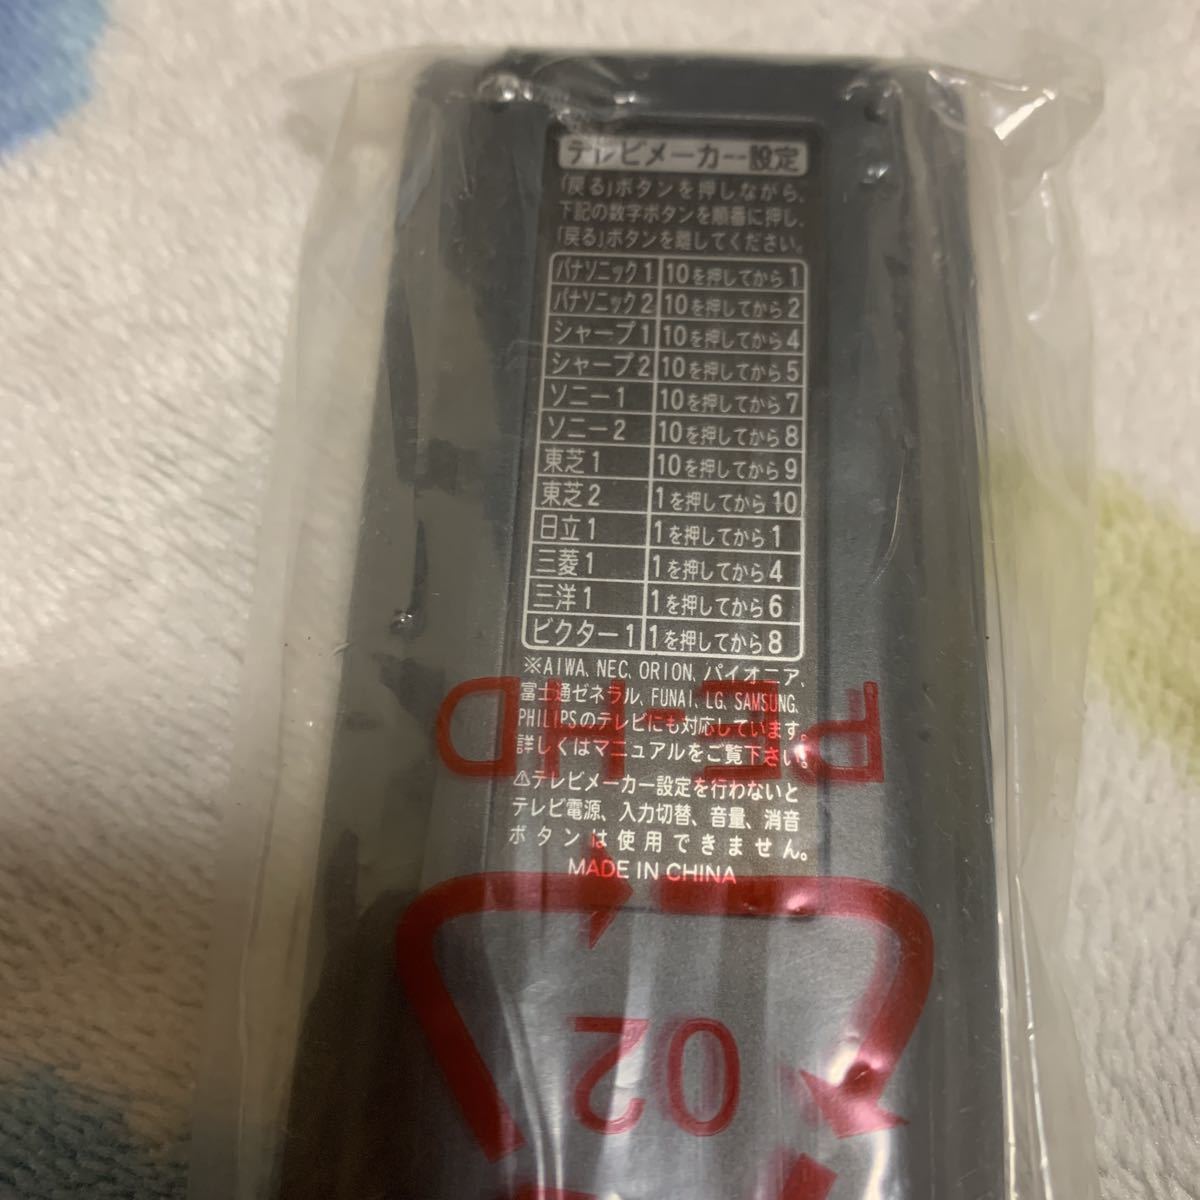 テレビメーカー設定
「戻る」ボタンを押しながら、
下記の数字ボタンを順番に押し、
「戻る」ボタンを離してください。
パナソニック1 10を押してから1
パナソニック2 10を押してから2
シャープ1 10を押してから4
シャープ2 10を押してから5
ソニー1 10を押してから7
ソニー2 10を押してから8
東芝1 10を押してから9
東芝2 1を押してから10
日立1 1を押してから1
三菱1 1を押してから4
三洋1 1を押してから6
ビクター1 1を押してから8
※AIWA、NEC、ORION、パイオニア、
富士通ゼネラル、FUNAI、LG、SAMSUNG、
PHILIPSのテレビにも対応しています。
詳しくはマニュアルをご覧下さい。
⚠テレビメーカー設定を行わないと
テレビ電源、入力切替、音量、消音
ボタンは使用できません。
MADE IN CHINA
PE-HD
02